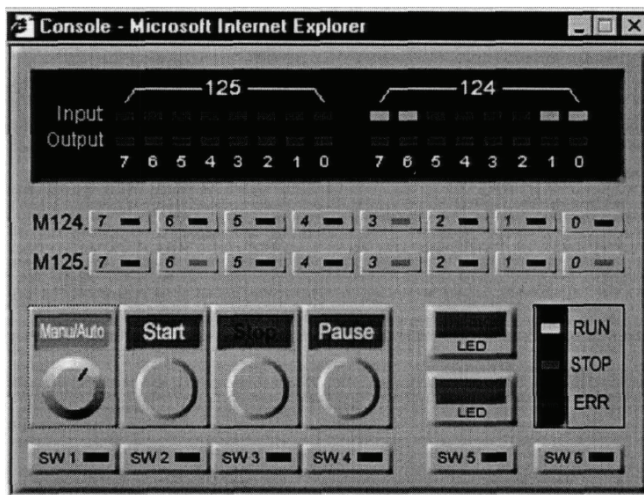 Console - Microsoft Internet Explorer
125 124
Input
Output
7 6 5 4 3 2 1 0 7 6 5 4 3 2 1 0
M124. 7 6 5 4 3 2 1 0
M125. 7 6 5 4 3 2 1 0
Manu/Auto Start Stop Pause
LED
LED
RUN
STOP
ERR
SW 1 SW 2 SW 3 SW 4 SW 5 SW 6